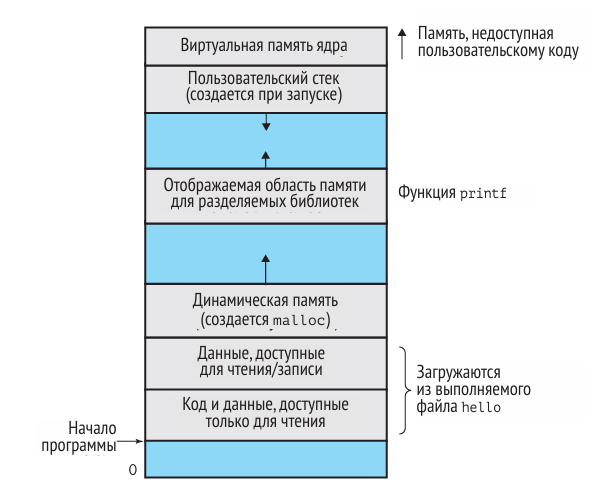 Виртуальная память ядра
Память, недоступная
пользовательскому коду
Пользовательский стек
(создается при запуске)
Отображаемая область памяти
для разделяемых библиотек
Функция printf
Динамическая память
(создается malloc)
Данные, доступные
для чтения/записи
Загружаются
из выполняемого
файла hello
Код и данные, доступные
только для чтения
Начало
программы
0